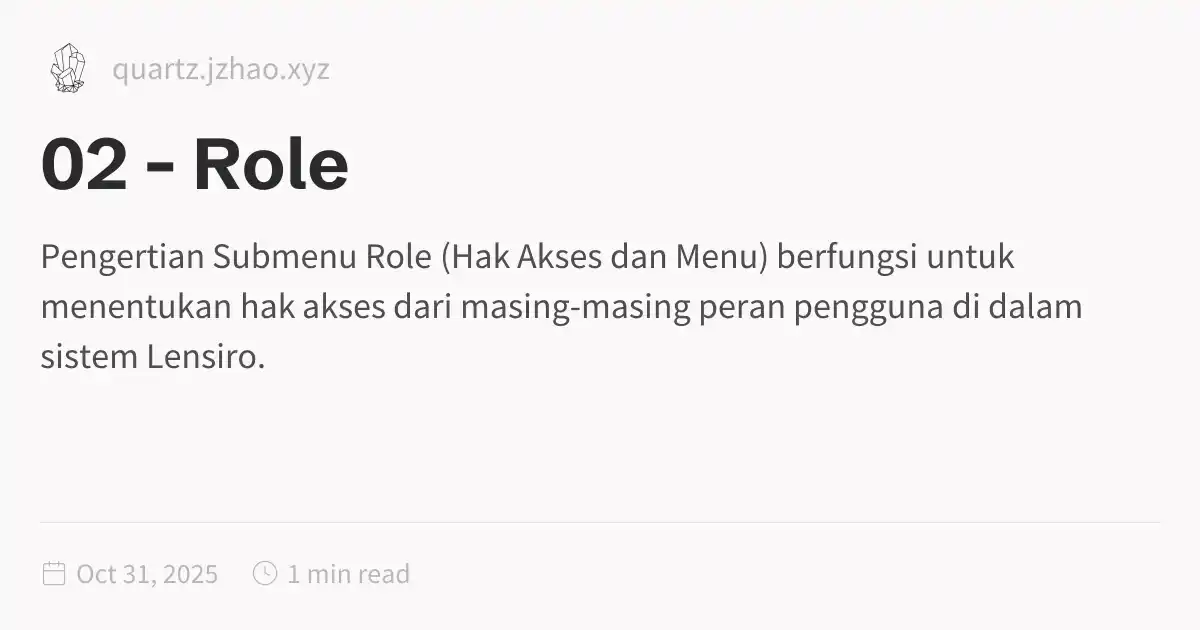 quartz.jzhao.xyz
02 - Role
Pengertian Submenu Role (Hak Akses dan Menu) berfungsi untuk
menentukan hak akses dari masing-masing peran pengguna di dalam
sistem Lensiro.
Oct 31, 2025 1 min read